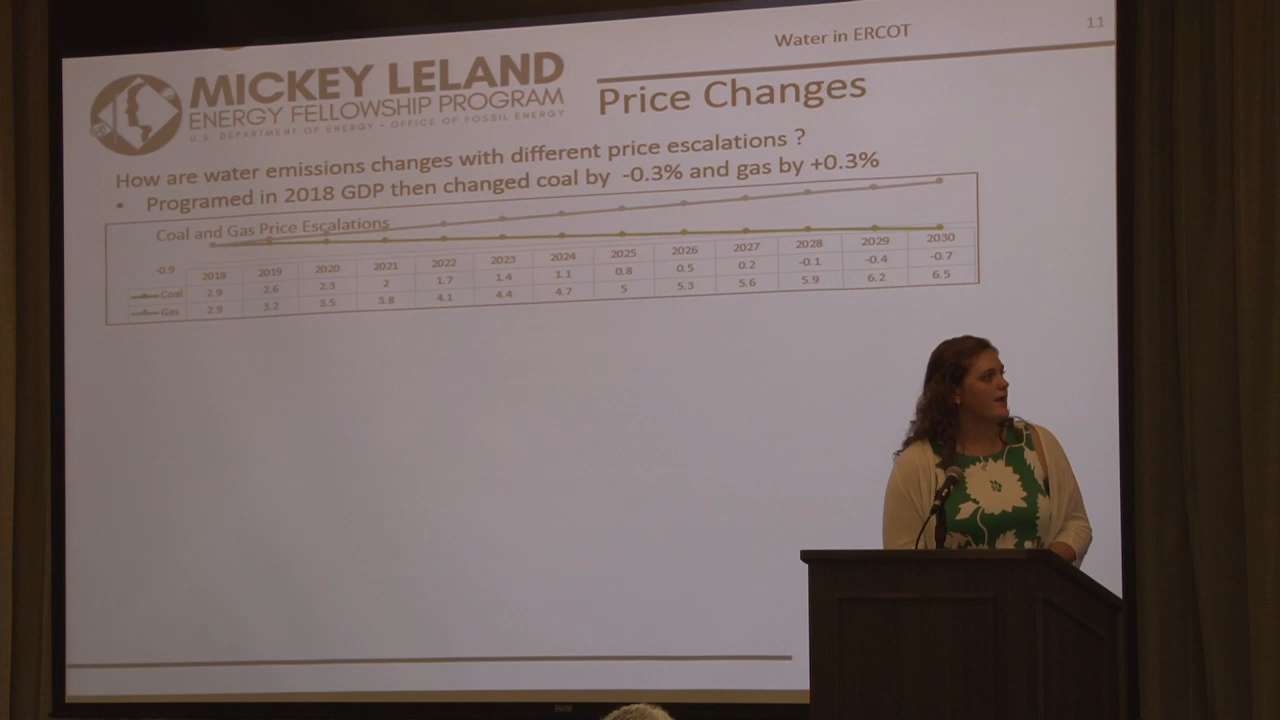 11
Water in ERCOT
MICKEY LELAND
ENERGY FELLOWSHIP PROGRAM
U.S. DEPARTMENT OF ENERGY • OFFICE OF FOSSIL ENERGY
Price Changes
How are water emissions changes with different price escalations ?
• Programed in 2018 GDP then changed coal by -0.3% and gas by +0.3%
Coal and Gas Price Escalations
-0.9 2018 2019 2020 2021 2022 2023 2024 2025 2026 2027 2028 2029 2030
Coal 2.9 2.6 2.3 2 1.7 1.4 1.1 0.8 0.5 0.2 -0.1 -0.4 -0.7
Gas 2.9 3.2 3.5 3.8 4.1 4.4 4.7 5 5.3 5.6 5.9 6.2 6.5